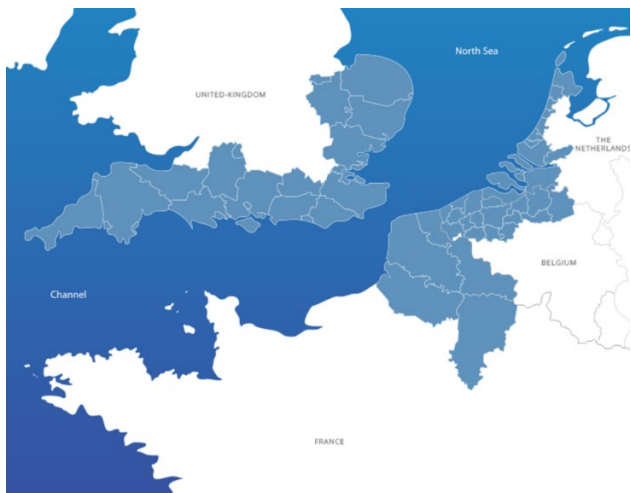 North Sea
UNITED-KINGDOM
THE
NETHERLANDS
BELGIUM
Channel
FRANCE